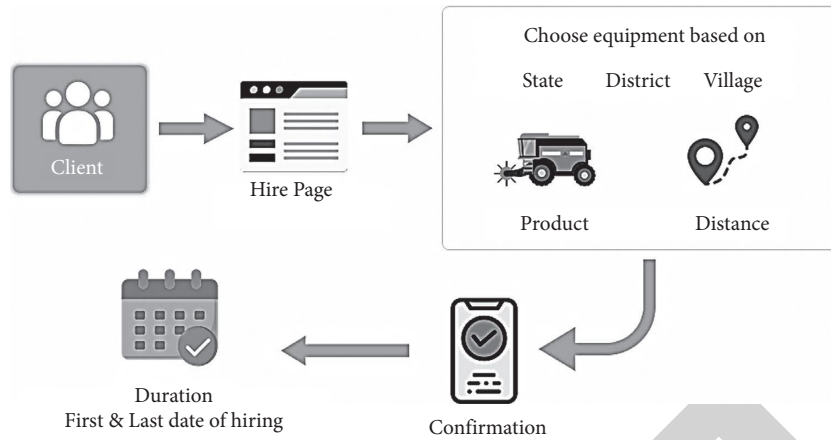 Client
Hire Page
Choose equipment based on
State District Village
Product Distance
Confirmation
Duration
First & Last date of hiring